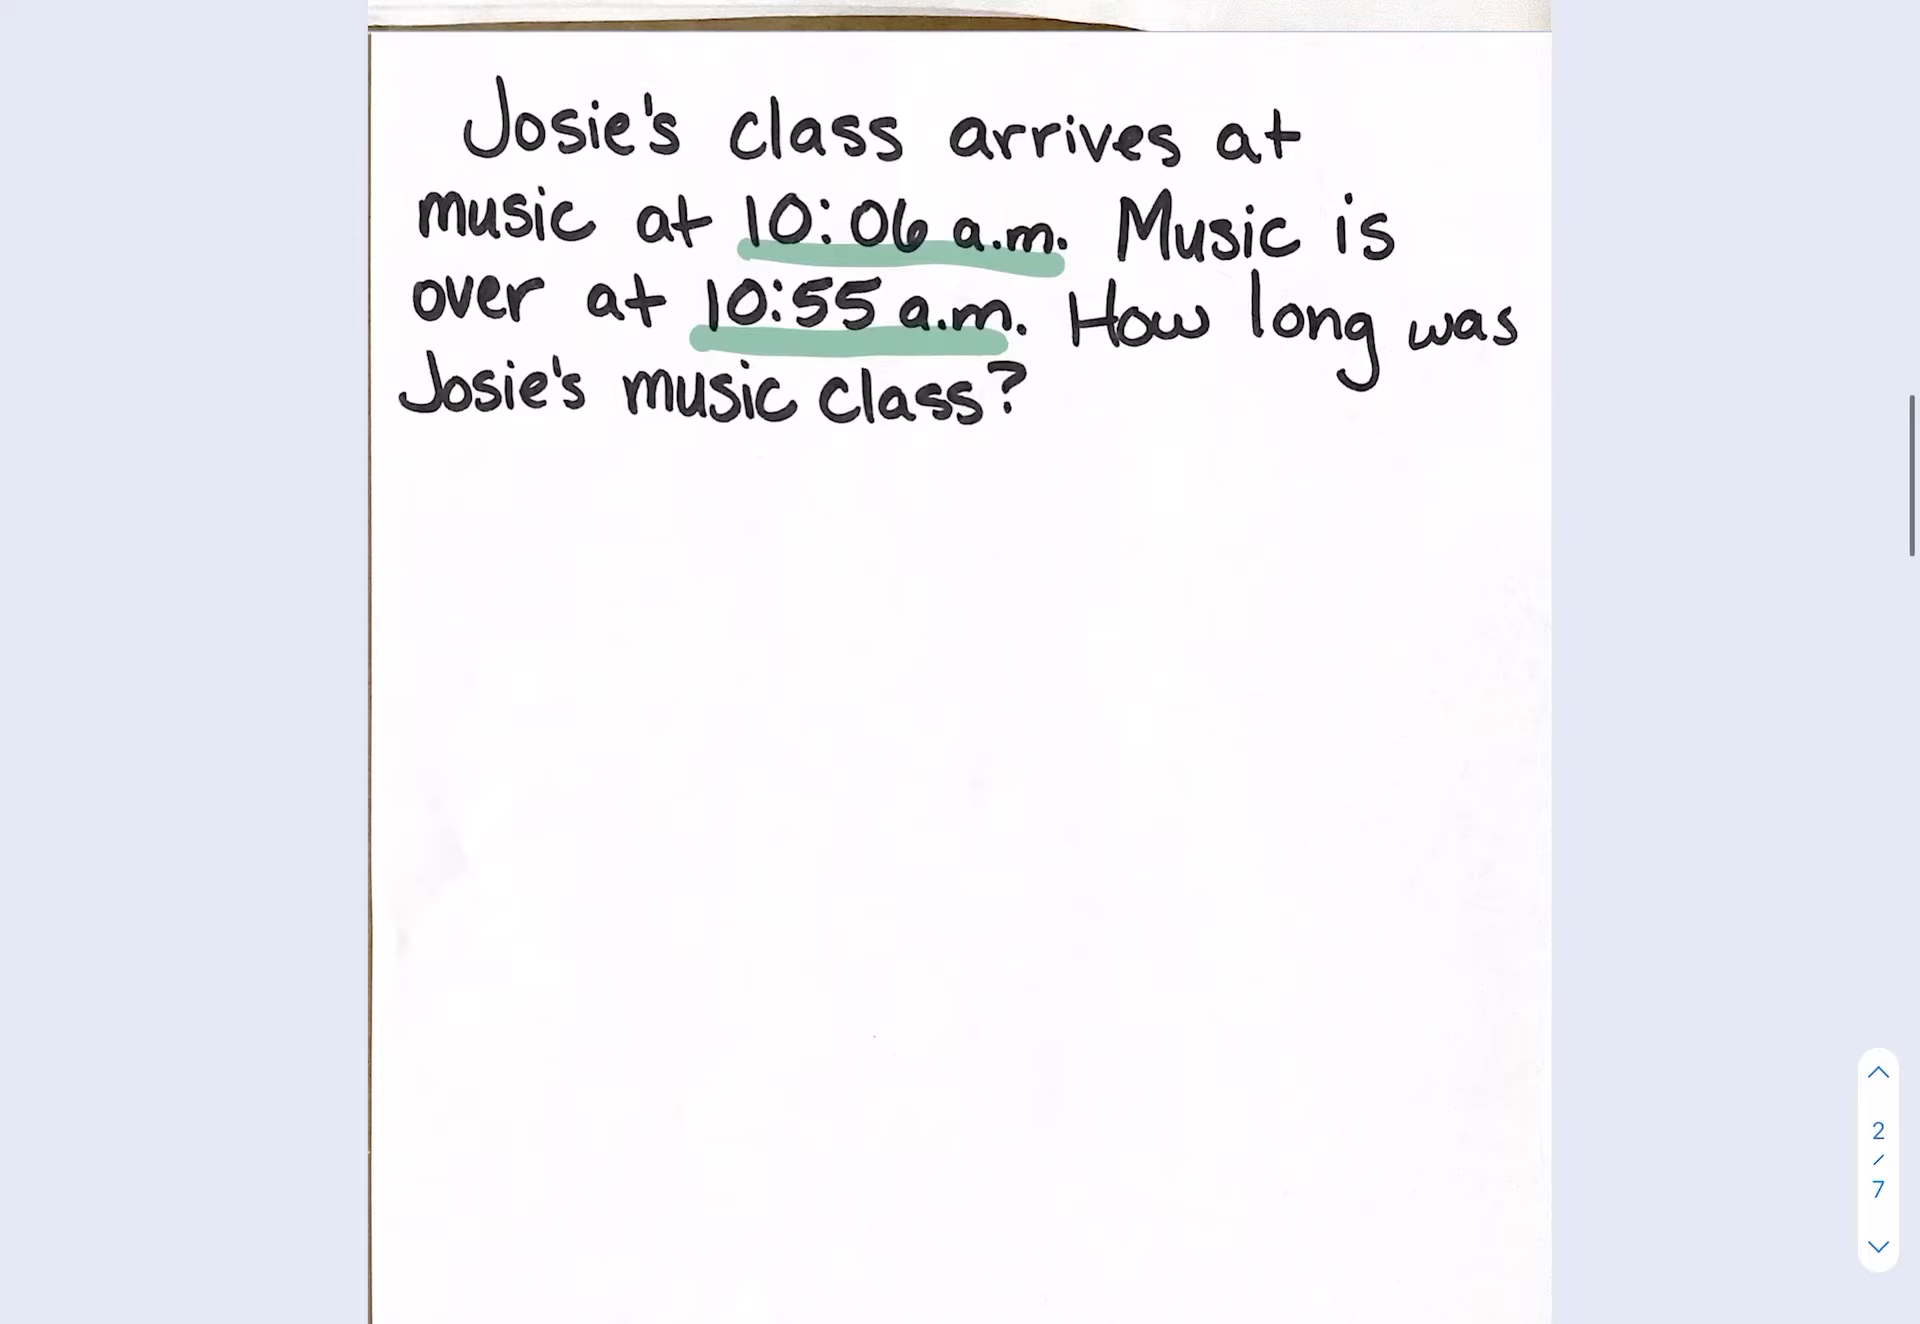 Josie's class arrives at
music at 10:06 a.m. Music is
over at 10:55 a.m. How long was
Josie's music class?
2
/
7